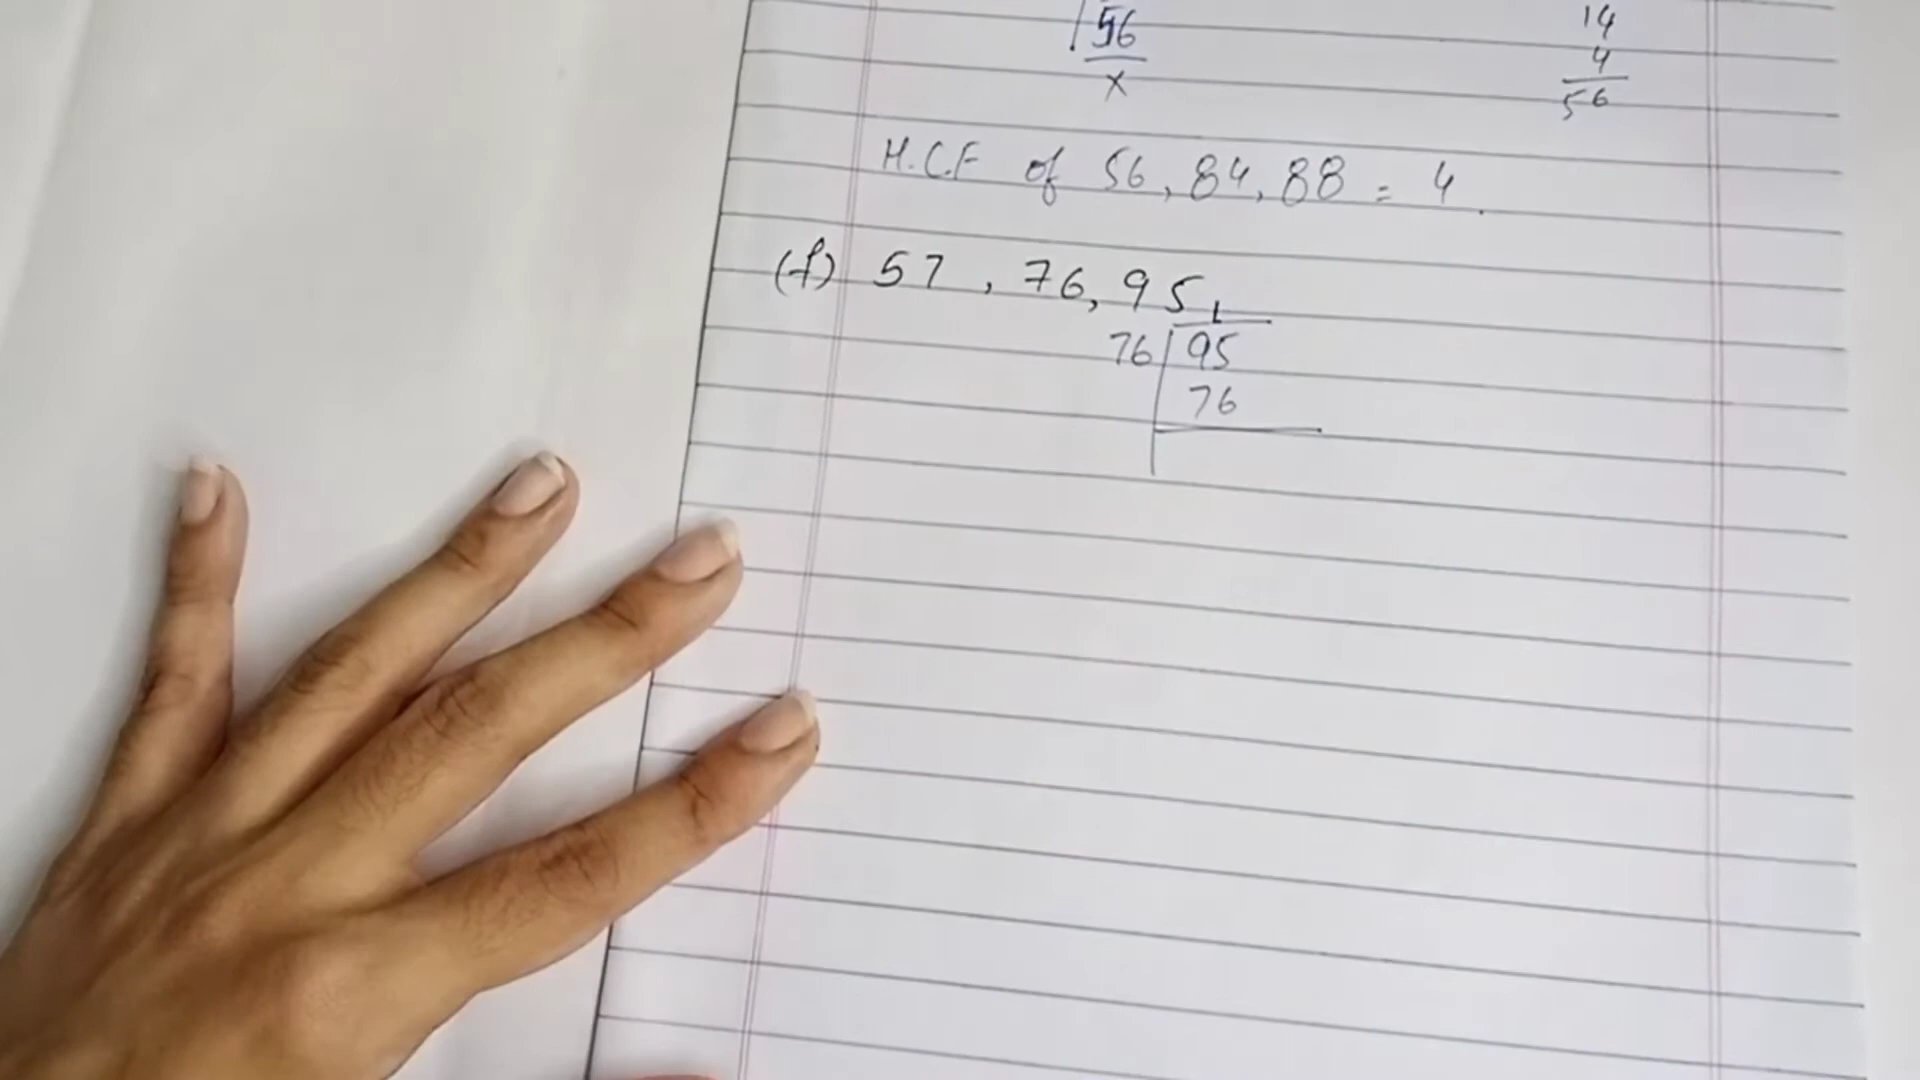 56
x
14
4
56
H.C.F of 56, 84, 88 = 4.
(f) 57, 76, 95
1
76 95
76